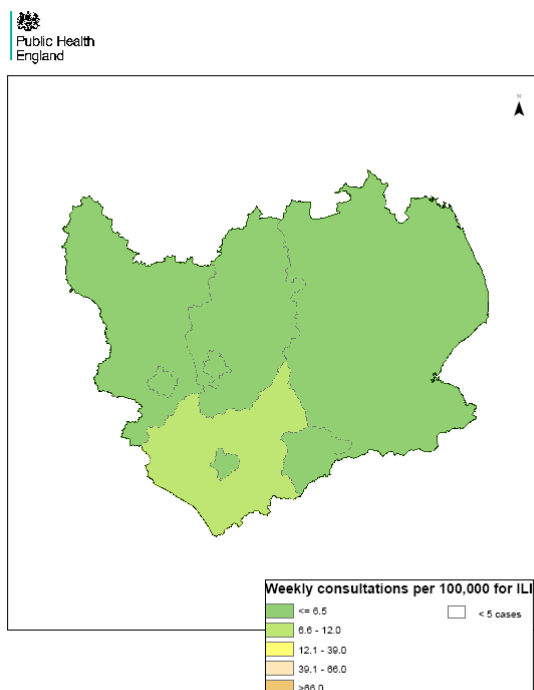 Public Health
England
N
Weekly consultations per 100,000 for ILI
<= 6.5
< 5 cases
6.6 - 12.0
12.1 - 39.0
39.1 - 66.0
>66.0